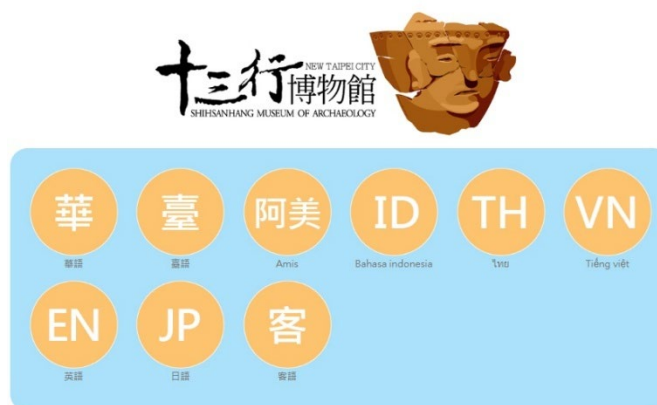 十三行
NEW TAIPEI CITY
博物館
SHIHSANHANG MUSEUM OF ARCHAEOLOGY
華 臺 阿美 ID TH VN
華語 臺語 Amis Bahasa indonesia ไทย Tiếng việt
EN JP 客
英語 日語 客語